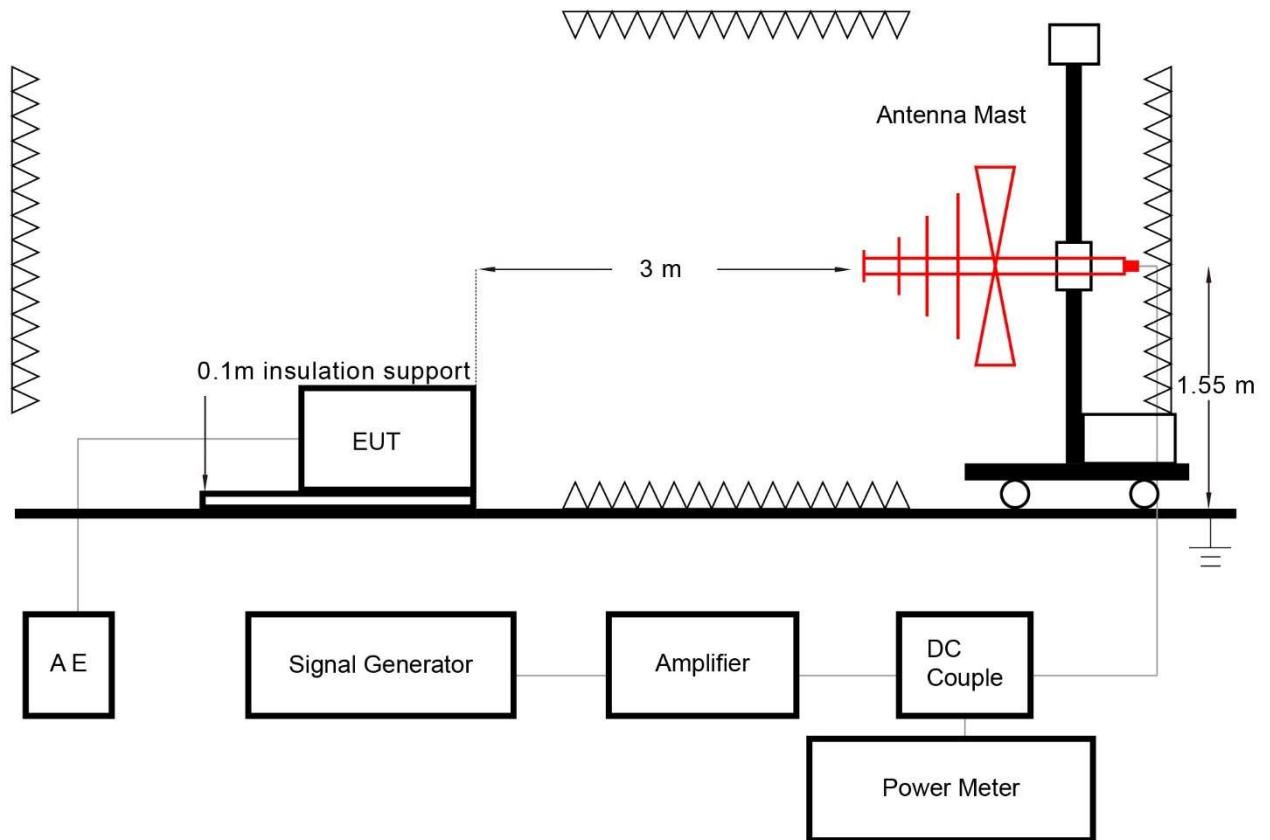 Antenna Mast
3 m
0.1m insulation support
1.55 m
EUT
A E
Signal Generator
Amplifier
DC
Couple
Power Meter